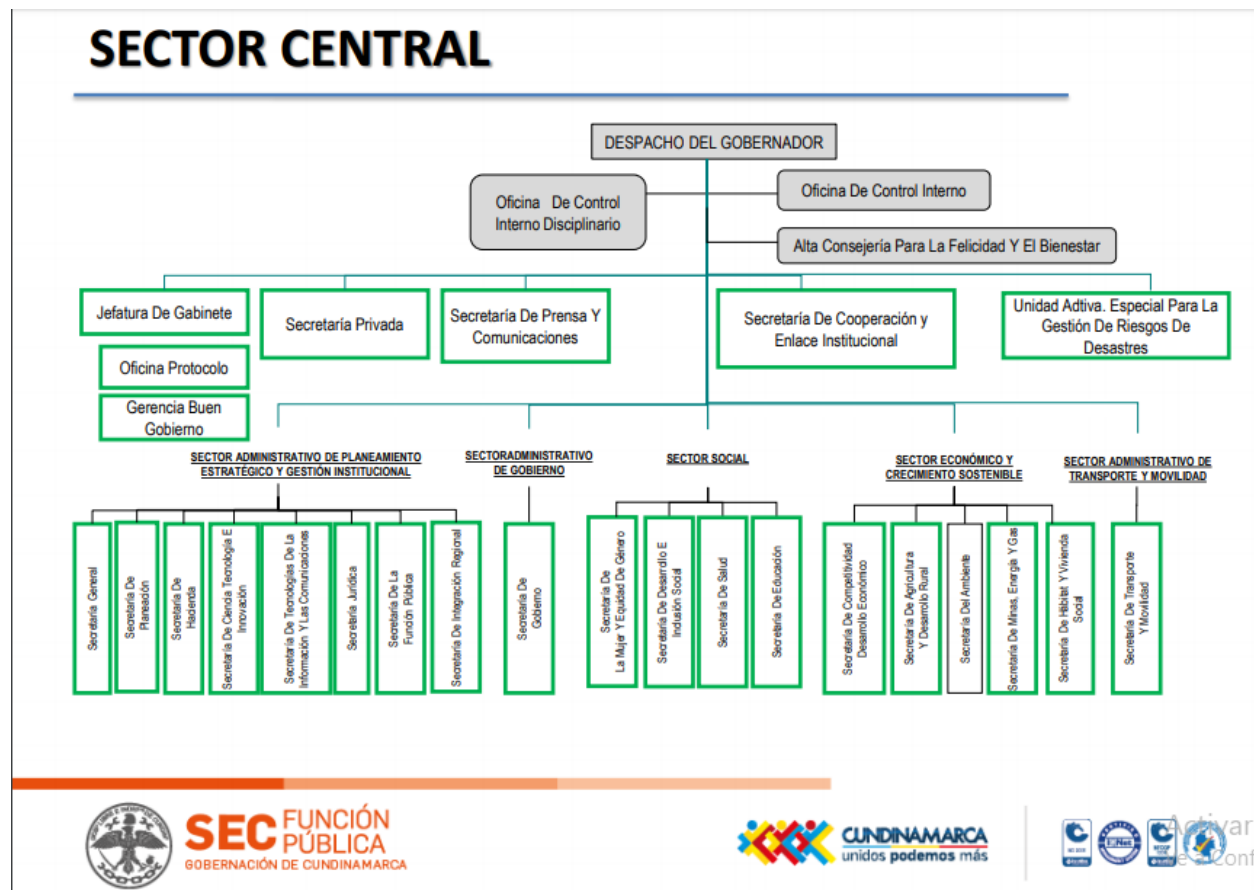 SECTOR CENTRAL
DESPACHO DEL GOBERNADOR
Oficina De Control
Interno Disciplinario
Oficina De Control Interno
Alta Consejería Para La Felicidad Y El Bienestar
Jefatura De Gabinete
Secretaría Privada
Secretaría De Prensa Y
Comunicaciones
Secretaría De Cooperación y
Enlace Institucional
Unidad Adtiva. Especial Para La
Gestión De Riesgos De
Desastres
Oficina Protocolo
Gerencia Buen
Gobierno
SECTOR ADMINISTRATIVO DE PLANEAMIENTO
ESTRATÉGICO Y GESTIÓN INSTITUCIONAL
SECTORADMINISTRATIVO
DE GOBIERNO
SECTOR SOCIAL
SECTOR ECONÓMICO Y
CRECIMIENTO SOSTENIBLE
SECTOR ADMINISTRATIVO DE
TRANSPORTE Y MOVILIDAD
Secretaría General
Secretaría De
Planeación
Secretaría De
Hacienda
Secretaría De Ciencia Tecnología E
Innovación
Secretaría De Tecnologías De La
Información Y Las Comunicaciones
Secretaría Jurídica
Secretaría De La
Función Pública
Secretaría De Integración Regional
Secretaría De
Gobierno
Secretaría De
La Mujer Y Equidad De Género
Secretaría De Desarrollo E
Inclusión Social
Secretaría De Salud
Secretaría De Educación
Secretaría De Competitividad
Desarrollo Económico
Secretaría De Agricultura
Y Desarrollo Rural
Secretaría Del Ambiente
Secretaría De Minas, Energía Y Gas
Secretaría De Hábitat Y Vivienda
Social
Secretaría De Transporte
Y Movilidad
SEC FUNCIÓN
PÚBLICA
GOBERNACIÓN DE CUNDINAMARCA
CUNDINAMARCA
unidos podemos más
IQNet
Activar